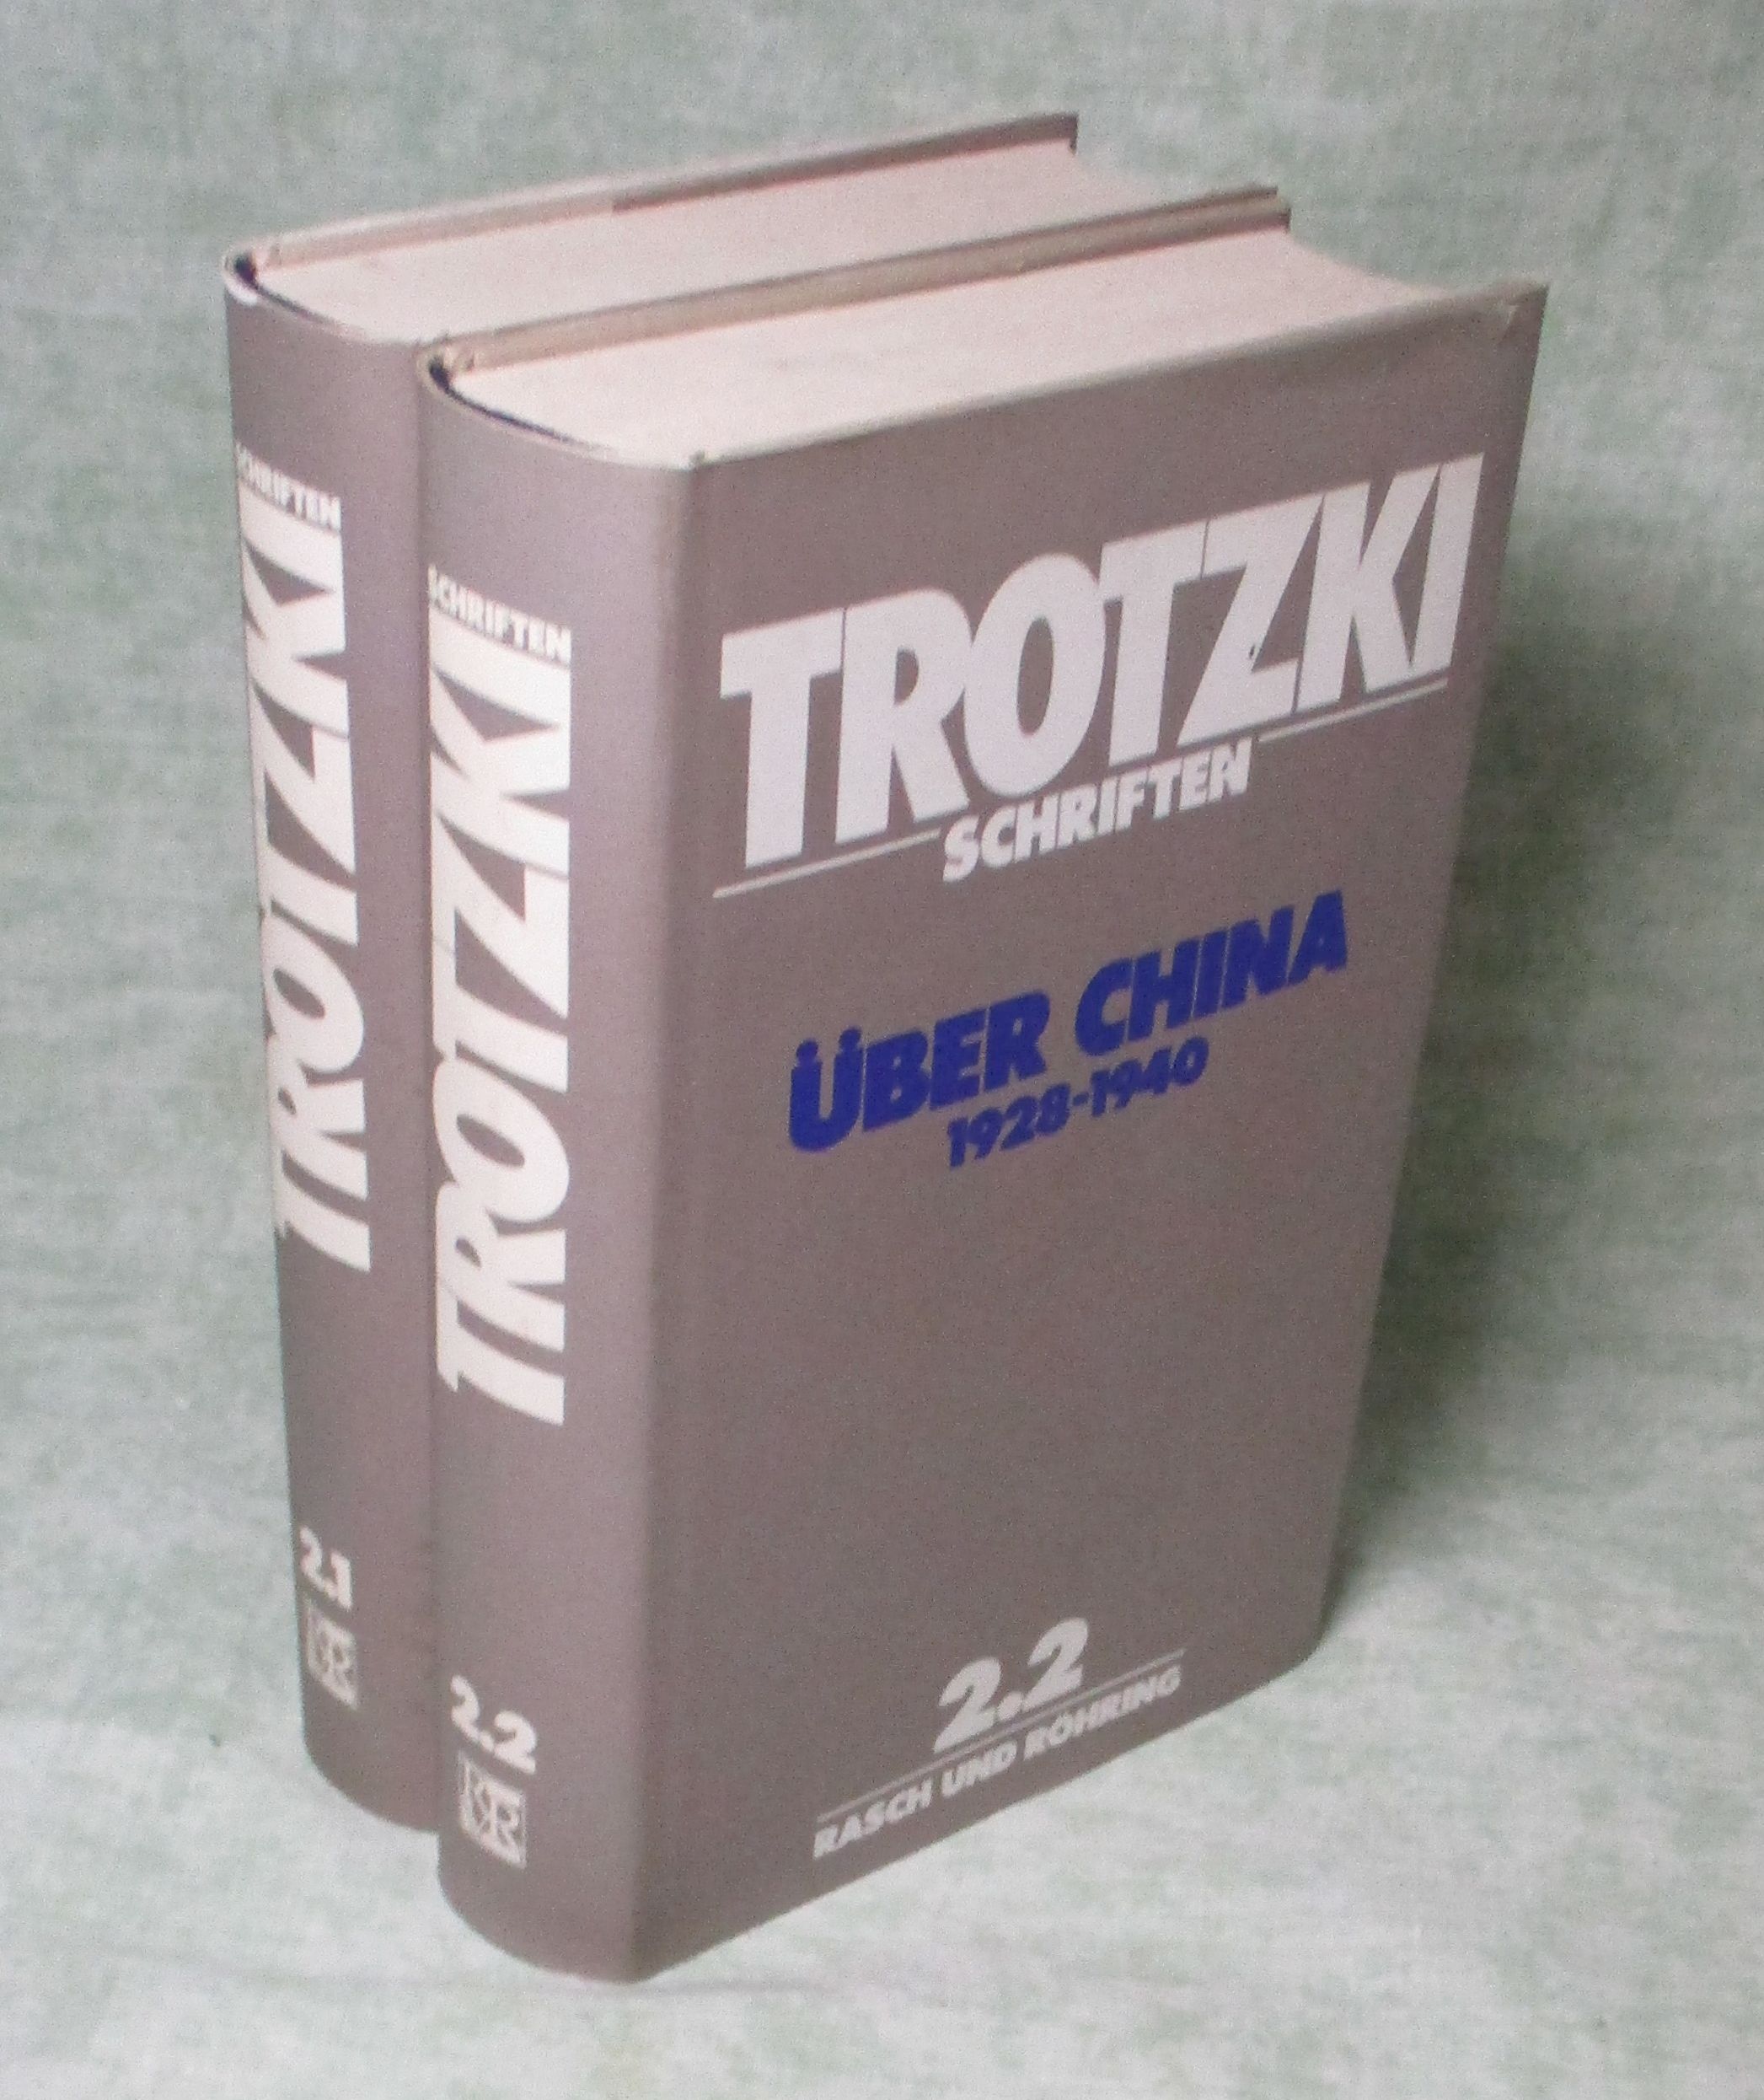 SCHRIFTEN
TROTZKI
2.1
SCHRIFTEN
TROTZKI
2.2
TROTZKI
SCHRIFTEN
ÜBER CHINA
1928-1940
2.2
RASCH UND RÖHRING